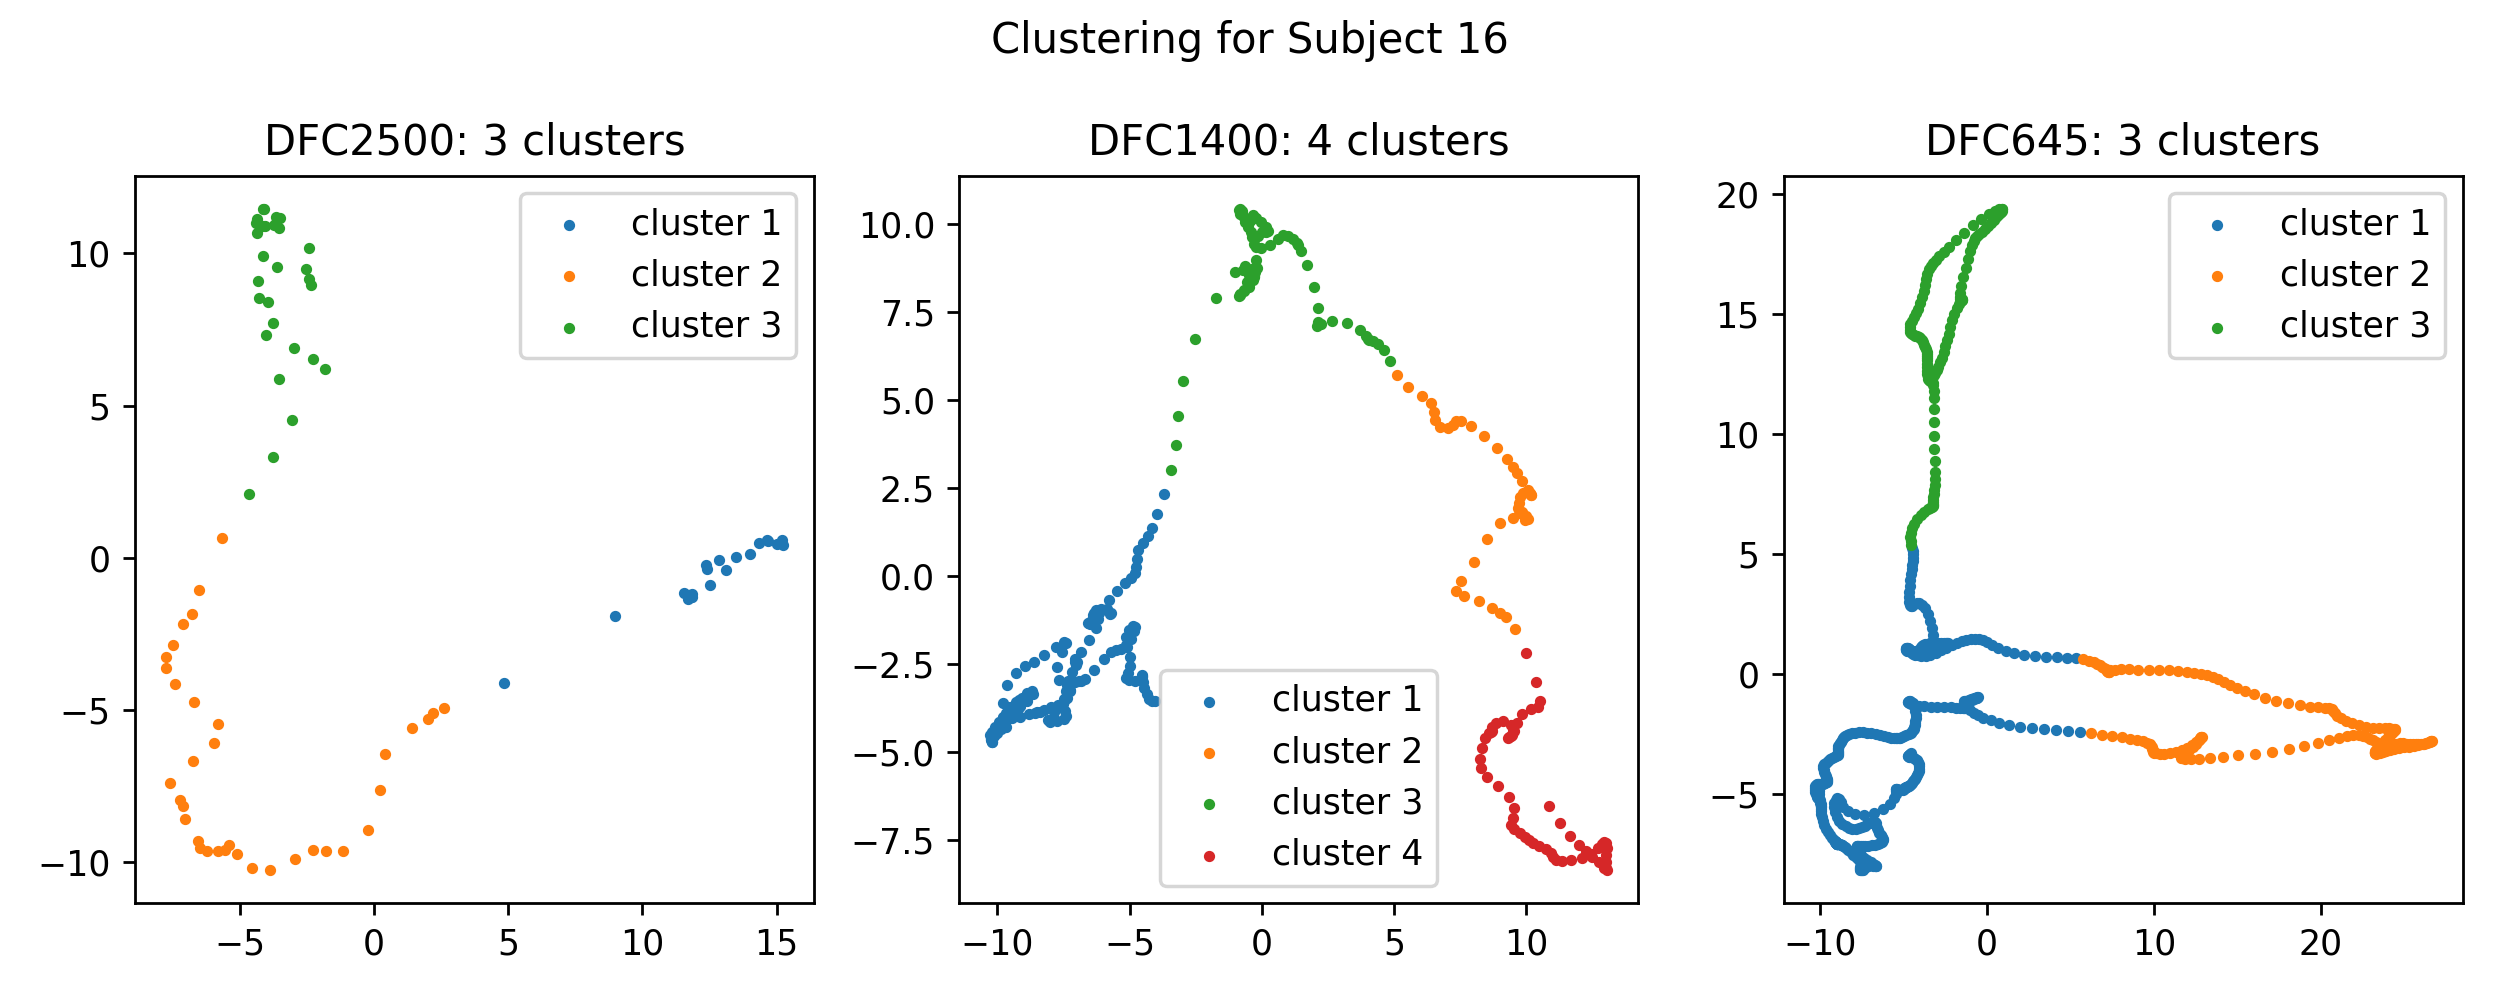 Clustering for Subject 16
DFC2500: 3 clusters
cluster 1
cluster 2
cluster 3
10
5
0
−5
−10
−5
0
5
10
15
DFC1400: 4 clusters
10.0
7.5
5.0
2.5
0.0
−2.5
−5.0
−7.5
cluster 1
cluster 2
cluster 3
cluster 4
−10
−5
0
5
10
DFC645: 3 clusters
cluster 1
cluster 2
cluster 3
20
15
10
5
0
−5
−10
0
10
20